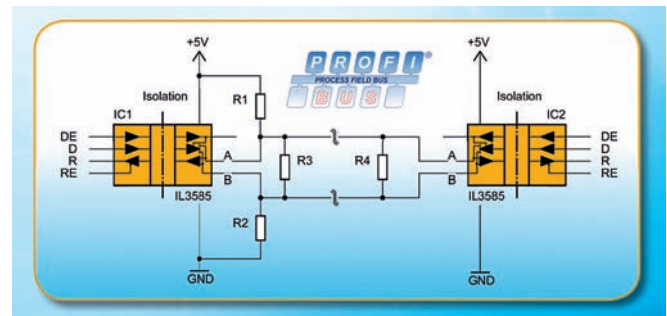 +5V
PROFI®
PROCESS FIELD BUS
BUS
+5V
Isolation
R1
Isolation
IC1
IC2
DE
D
R
RE
A
B
R3
R4
A
B
DE
D
R
RE
IL3585
R2
IL3585
GND
GND